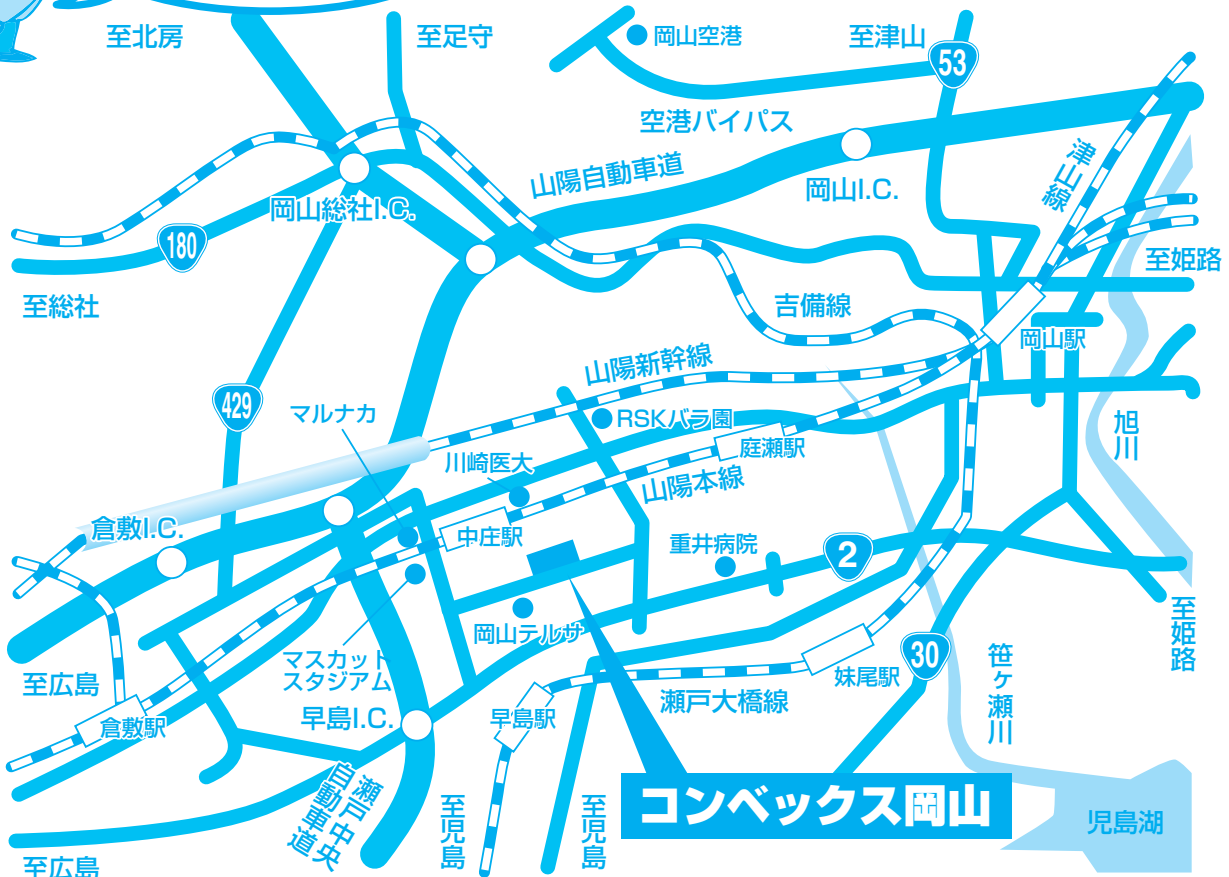 至北房
至足守
岡山空港
至津山
53
空港バイパス
山陽自動車道
岡山I.C.
津山線
岡山総社I.C.
180
至総社
至姫路
吉備線
岡山駅
山陽新幹線
429
マルナカ
RSKバラ園
旭川
川崎医大
庭瀬駅
山陽本線
倉敷I.C.
中庄駅
重井病院
2
岡山テルサ
至姫路
マスカット
スタジアム
30
笹ヶ瀬川
至広島
妹尾駅
瀬戸大橋線
倉敷駅
早島I.C.
早島駅
瀬戸中央
自動車道
至児島
至児島
コンベックス岡山
児島湖
至広島